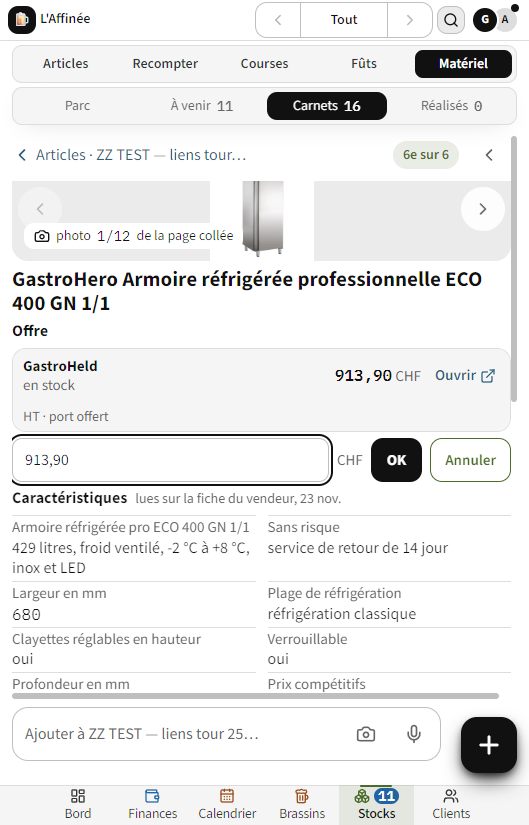 L'Affinée
Tout
G
A
Articles
Recompter
Courses
Fûts
Matériel
Parc
À venir 11
Carnets 16
Réalisés 0
Articles · ZZ TEST — liens tour…
6e sur 6
photo 1/12 de la page collée
GastroHero Armoire réfrigérée professionnelle ECO
400 GN 1/1
Offre
GastroHeld
en stock
913,90 CHF
Ouvrir
HT · port offert
913,90
CHF
OK
Annuler
Caractéristiques lues sur la fiche du vendeur, 23 nov.
Armoire réfrigérée pro ECO 400 GN 1/1
429 litres, froid ventilé, -2 °C à +8 °C,
inox et LED
Sans risque
service de retour de 14 jour
Largeur en mm
680
Plage de réfrigération
réfrigération classique
Clayettes réglables en hauteur
oui
Verrouillable
oui
Profondeur en mm
Prix compétitifs
Ajouter à ZZ TEST — liens tour 25…
Bord
Finances
Calendrier
Brassins
11
Stocks
Clients